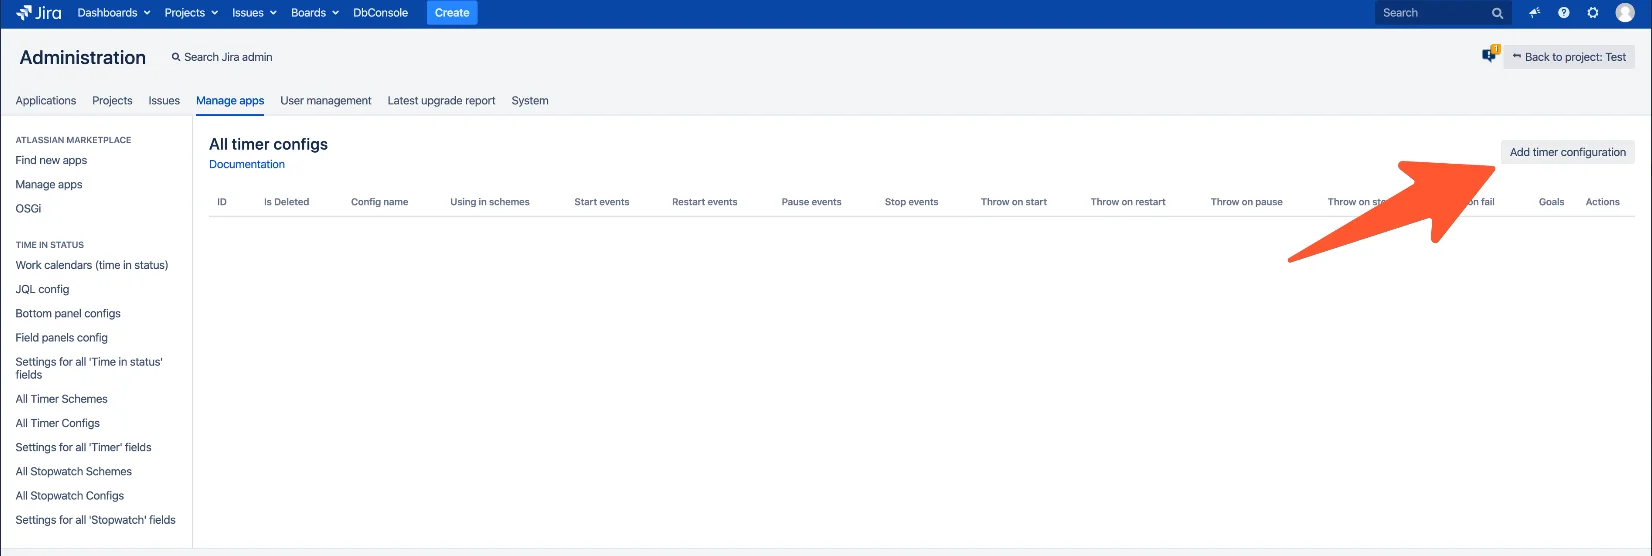 Jira Dashboards Projects Issues Boards DbConsole Create Search
Administration Search Jira admin 1 Back to project: Test
Applications Projects Issues Manage apps User management Latest upgrade report System
ATLASSIAN MARKETPLACE
Find new apps
Manage apps
OSGi
TIME IN STATUS
Work calendars (time in status)
JQL config
Bottom panel configs
Field panels config
Settings for all 'Time in status'
fields
All Timer Schemes
All Timer Configs
Settings for all 'Timer' fields
All Stopwatch Schemes
All Stopwatch Configs
Settings for all 'Stopwatch' fields
All timer configs
Documentation
Add timer configuration
ID Is Deleted Config name Using in schemes Start events Restart events Pause events Stop events Throw on start Throw on restart Throw on pause Throw on fail Goals Actions